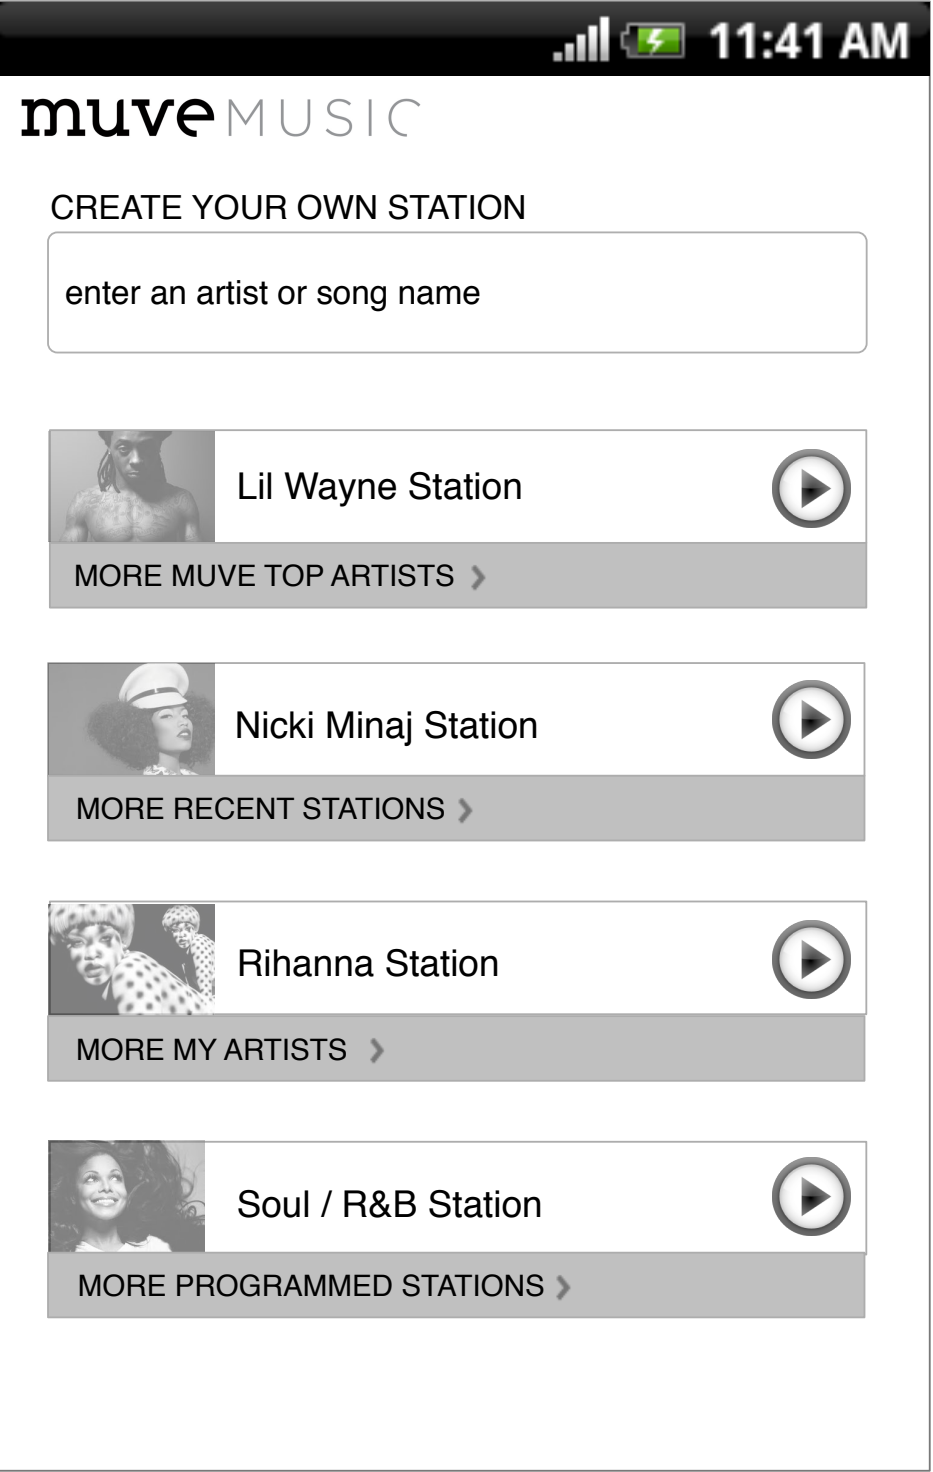 11:41 AM
muve MUSIC
CREATE YOUR OWN STATION
enter an artist or song name
Lil Wayne Station
MORE MUVE TOP ARTISTS
Nicki Minaj Station
MORE RECENT STATIONS
Rihanna Station
MORE MY ARTISTS
Soul / R&B Station
MORE PROGRAMMED STATIONS